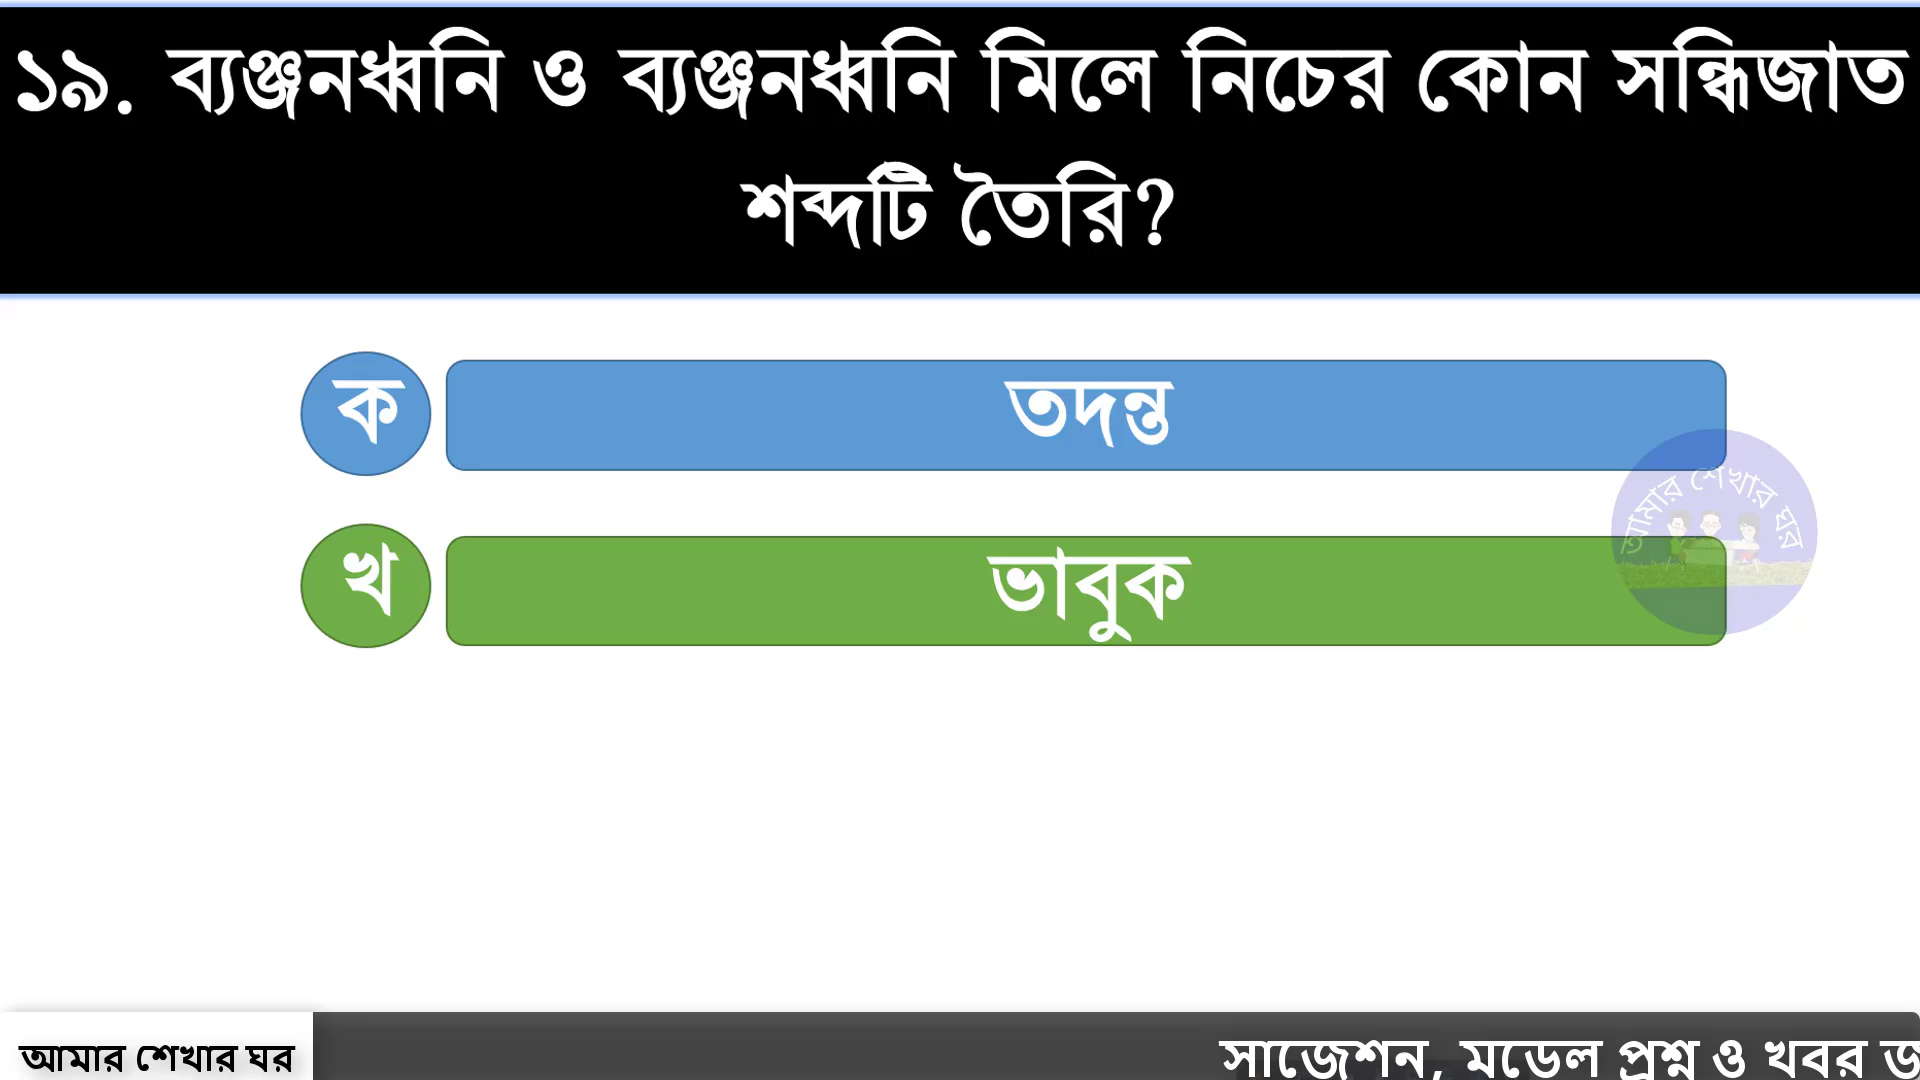 ১৯. ব্যঞ্জনধ্বনি ও ব্যঞ্জনধ্বনি মিলে নিচের কোন সন্ধিজাত
শব্দটি তৈরি?
ক
তদন্ত
আমার শেখার ঘর
খ
ভাবুক
আমার শেখার ঘর
সাজেশন, মডেল প্রশ্ন ও খবর